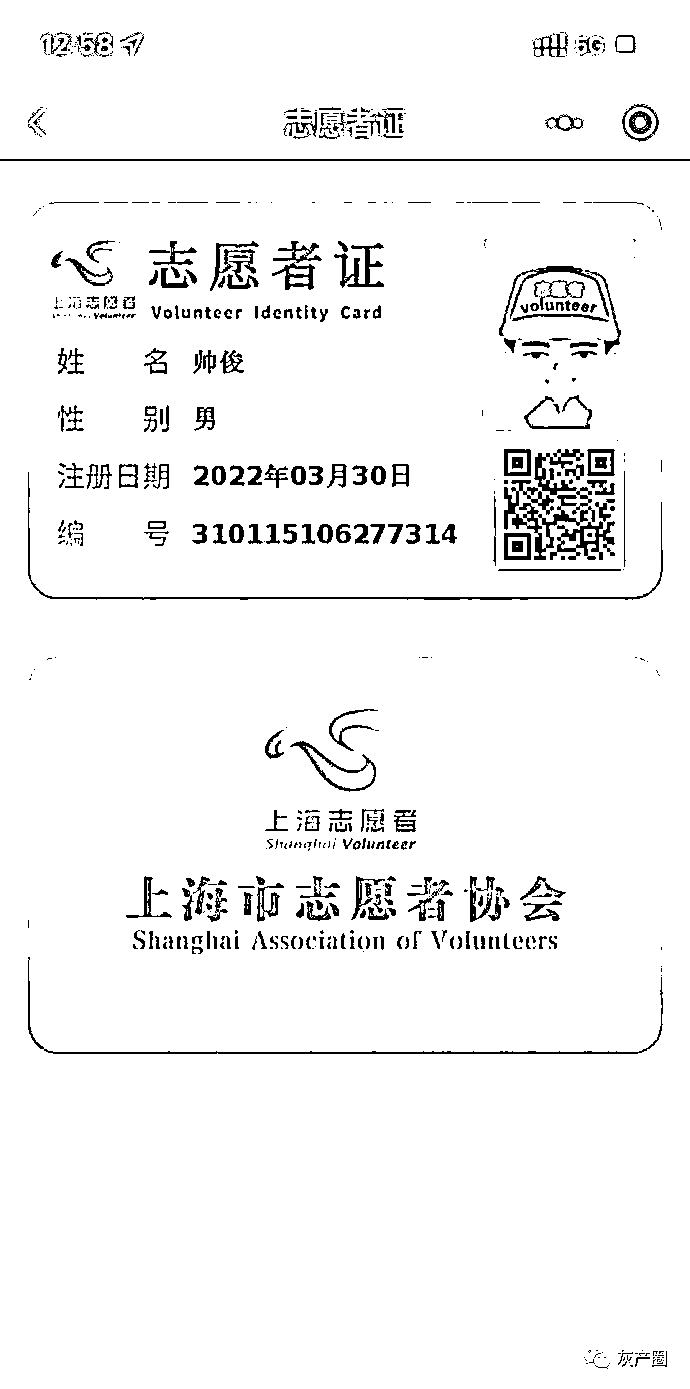 12:58
5G
志愿者证
志愿者证
上海志愿者
Shanghai Volunteer
Volunteer Identity Card
volunteer
姓 名 帅俊
性 别 男
注册日期 2022年03月30日
编 号 310115106277314
上海志愿者
Shanghai Volunteer
上海市志愿者协会
Shanghai Association of Volunteers
灰产圈